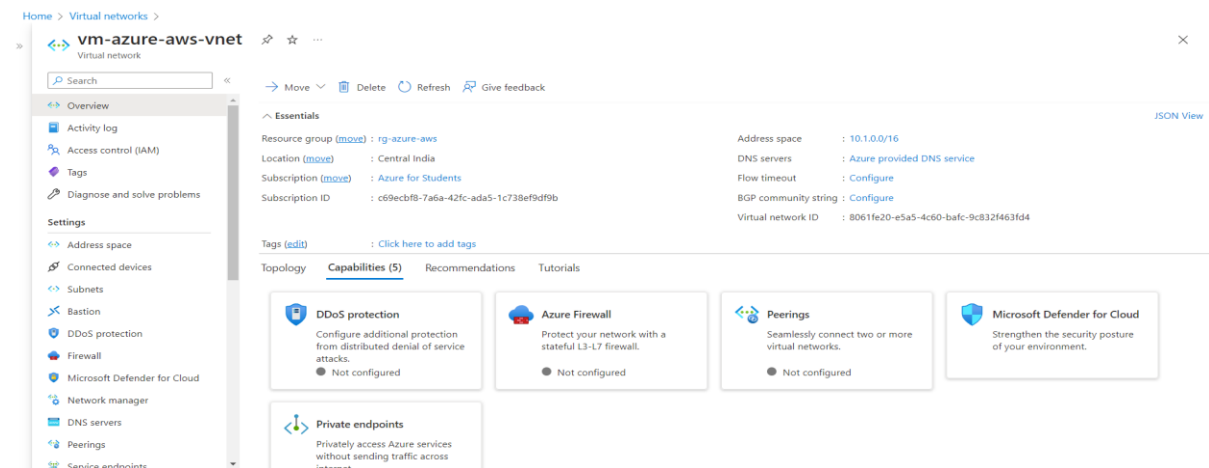 Home > Virtual networks >
vm-azure-aws-vnet
Virtual network
Search
Overview
Activity log
Access control (IAM)
Tags
Diagnose and solve problems
Settings
Address space
Connected devices
Subnets
Bastion
DDoS protection
Firewall
Microsoft Defender for Cloud
Network manager
DNS servers
Peerings
Service endpoints
Move Delete Refresh Give feedback
Essentials JSON View
Resource group (move) : rg-azure-aws
Location (move) : Central India
Subscription (move) : Azure for Students
Subscription ID : c69ecbf8-7a6a-42fc-ada5-1c738ef9df9b
Address space : 10.1.0.0/16
DNS servers : Azure provided DNS service
Flow timeout : Configure
BGP community string : Configure
Virtual network ID : 8061fe20-e5a5-4c60-bafc-9c832f463fd4
Tags (edit) : Click here to add tags
Topology Capabilities (5) Recommendations Tutorials
DDoS protection
Configure additional protection
from distributed denial of service
attacks.
Not configured
Azure Firewall
Protect your network with a
stateful L3-L7 firewall.
Not configured
Peerings
Seamlessly connect two or more
virtual networks.
Not configured
Microsoft Defender for Cloud
Strengthen the security posture
of your environment.
Private endpoints
Privately access Azure services
without sending traffic across
internet.